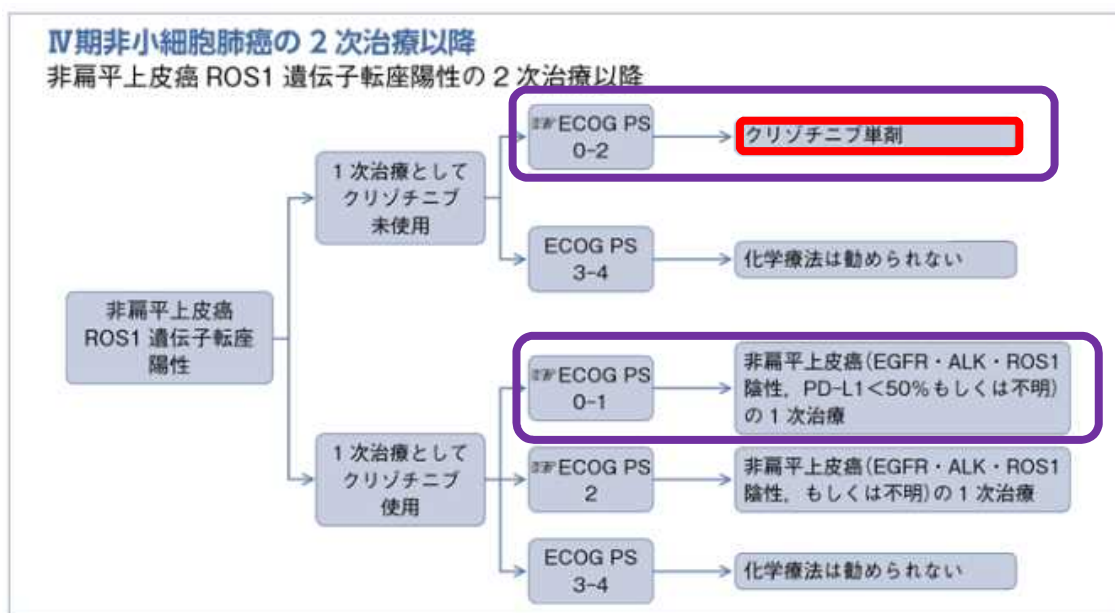 Ⅳ期非小細胞肺癌の2次治療以降
非扁平上皮癌 ROS1 遺伝子転座陽性の2次治療以降
非扁平上皮癌
ROS1 遺伝子転座
陽性
1次治療として
クリゾチニブ
未使用
ECOG PS
0-2
クリゾチニブ単剤
ECOG PS
3-4
化学療法は勧められない
1次治療として
クリゾチニブ
使用
ECOG PS
0-1
非扁平上皮癌(EGFR・ALK・ROS1
陰性，PD-L1＜50%もしくは不明)
の1次治療
ECOG PS
2
非扁平上皮癌(EGFR・ALK・ROS1
陰性，もしくは不明)の1次治療
ECOG PS
3-4
化学療法は勧められない